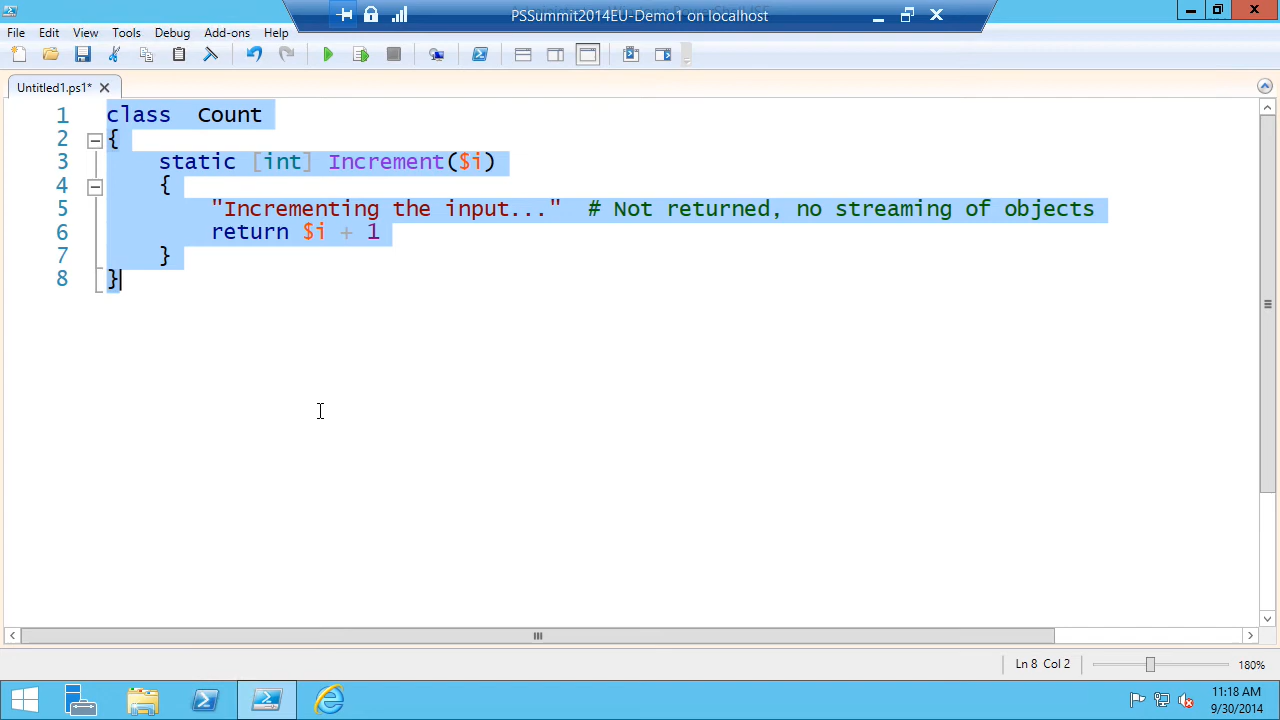 PSSummit2014EU-Demo1 on localhost
File Edit View Tools Debug Add-ons Help
Untitled1.ps1*
1 class  Count
2 {
3     static [int] Increment($i)
4     {
5         "Incrementing the input..."  # Not returned, no streaming of objects
6         return $i + 1
7     }
8 }
Ln 8 Col 2
180%
11:18 AM
9/30/2014